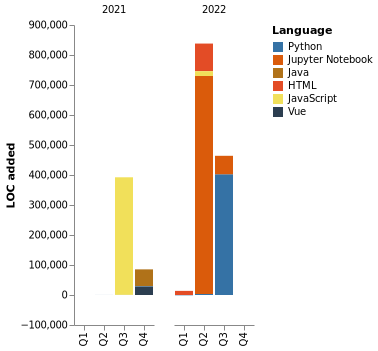 2021
2022
Language
Python
Jupyter Notebook
Java
HTML
JavaScript
Vue
LOC added
900,000
800,000
700,000
600,000
500,000
400,000
300,000
200,000
100,000
0
−100,000
Q1
Q2
Q3
Q4
Q1
Q2
Q3
Q4